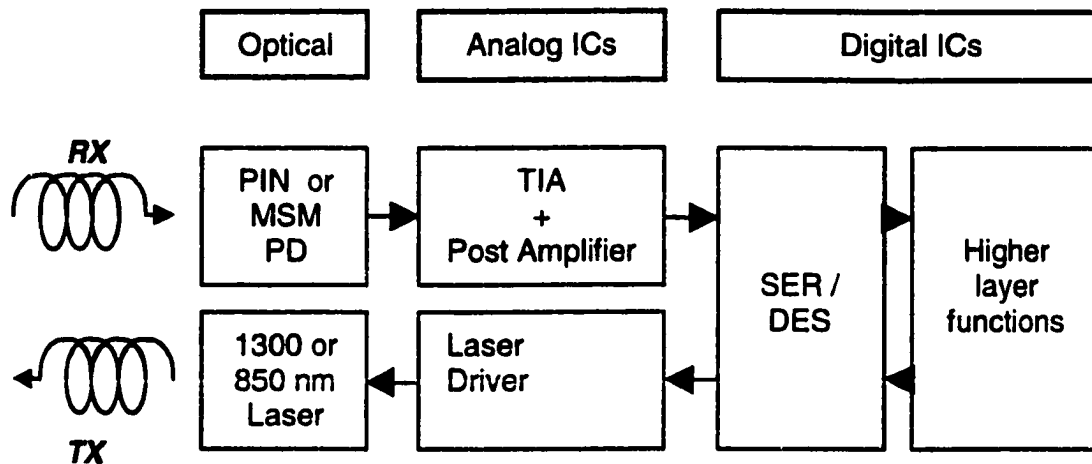 Optical
Analog ICs
Digital ICs
RX
PIN or
MSM
PD
TIA
+
Post Amplifier
SER /
DES
Higher
layer
functions
1300 or
850 nm
Laser
Laser
Driver
TX